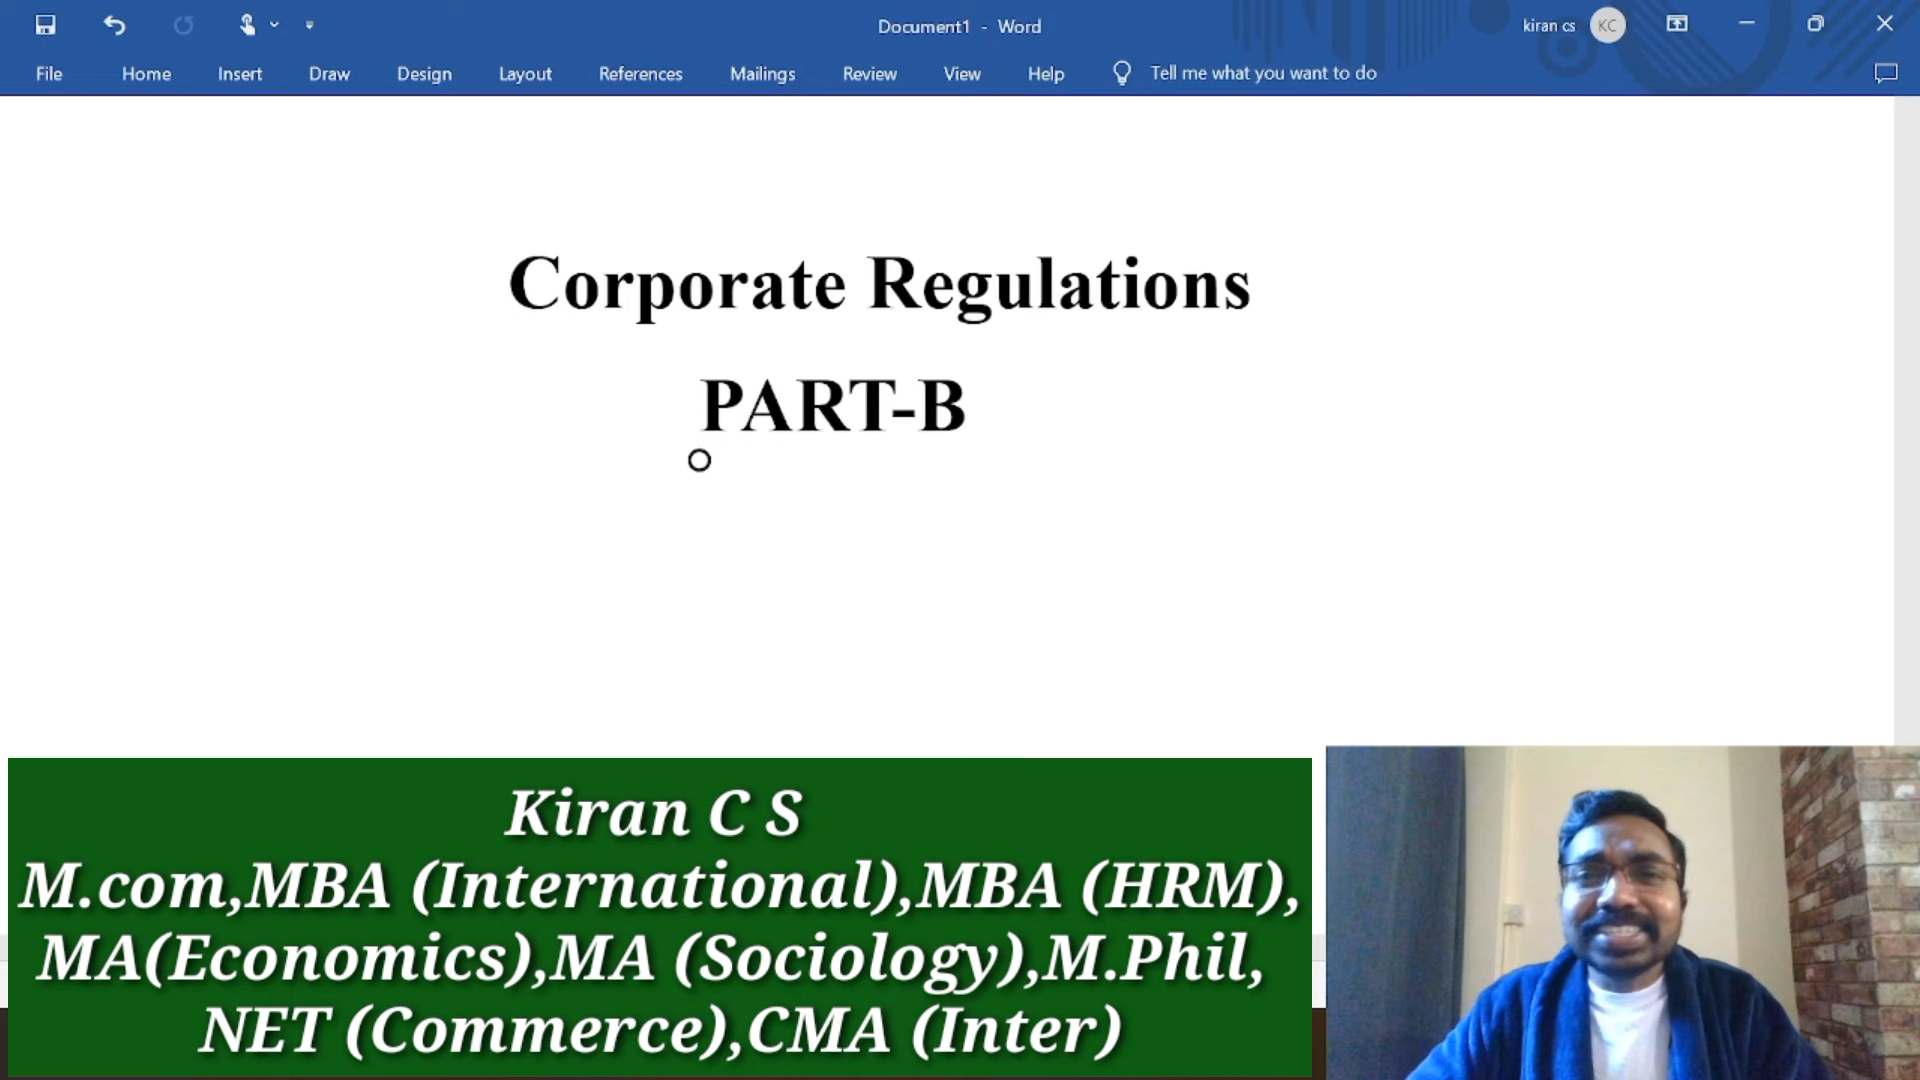 Document1 - Word
kiran cs KC
File Home Insert Draw Design Layout References Mailings Review View Help Tell me what you want to do
Corporate Regulations
PART-B
Kiran C S
M.com,MBA (International),MBA (HRM),
MA(Economics),MA (Sociology),M.Phil,
NET (Commerce),CMA (Inter)